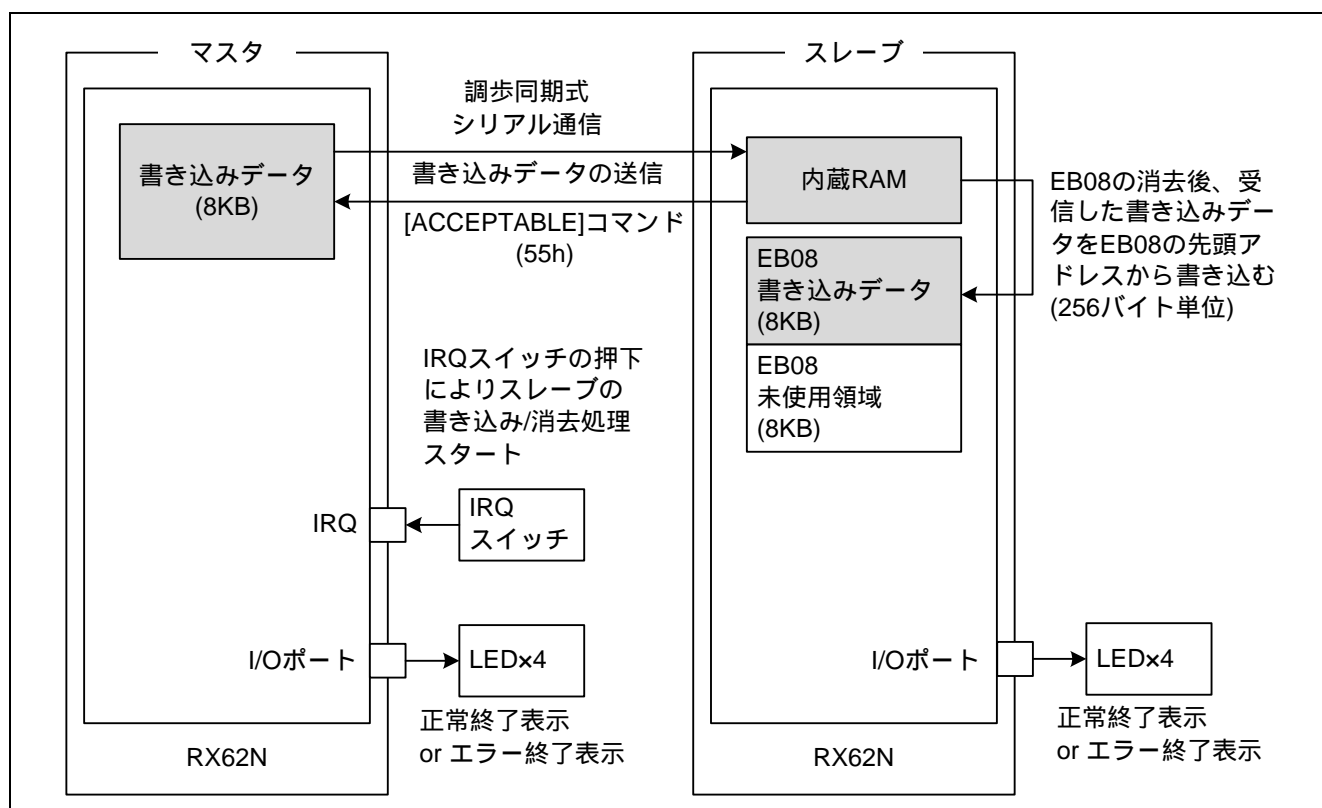 マスタ
スレーブ
調歩同期式
シリアル通信
書き込みデータ
(8KB)
書き込みデータの送信
[ACCEPTABLE]コマンド
(55h)
内蔵RAM
EB08の消去後、受
信した書き込みデー
タをEB08の先頭ア
ドレスから書き込む
(256バイト単位)
EB08
書き込みデータ
(8KB)
EB08
未使用領域
(8KB)
IRQスイッチの押下
によりスレーブの
書き込み/消去処理
スタート
IRQ
IRQ
スイッチ
I/Oポート
LED×4
正常終了表示
or エラー終了表示
RX62N
I/Oポート
LED×4
正常終了表示
or エラー終了表示
RX62N